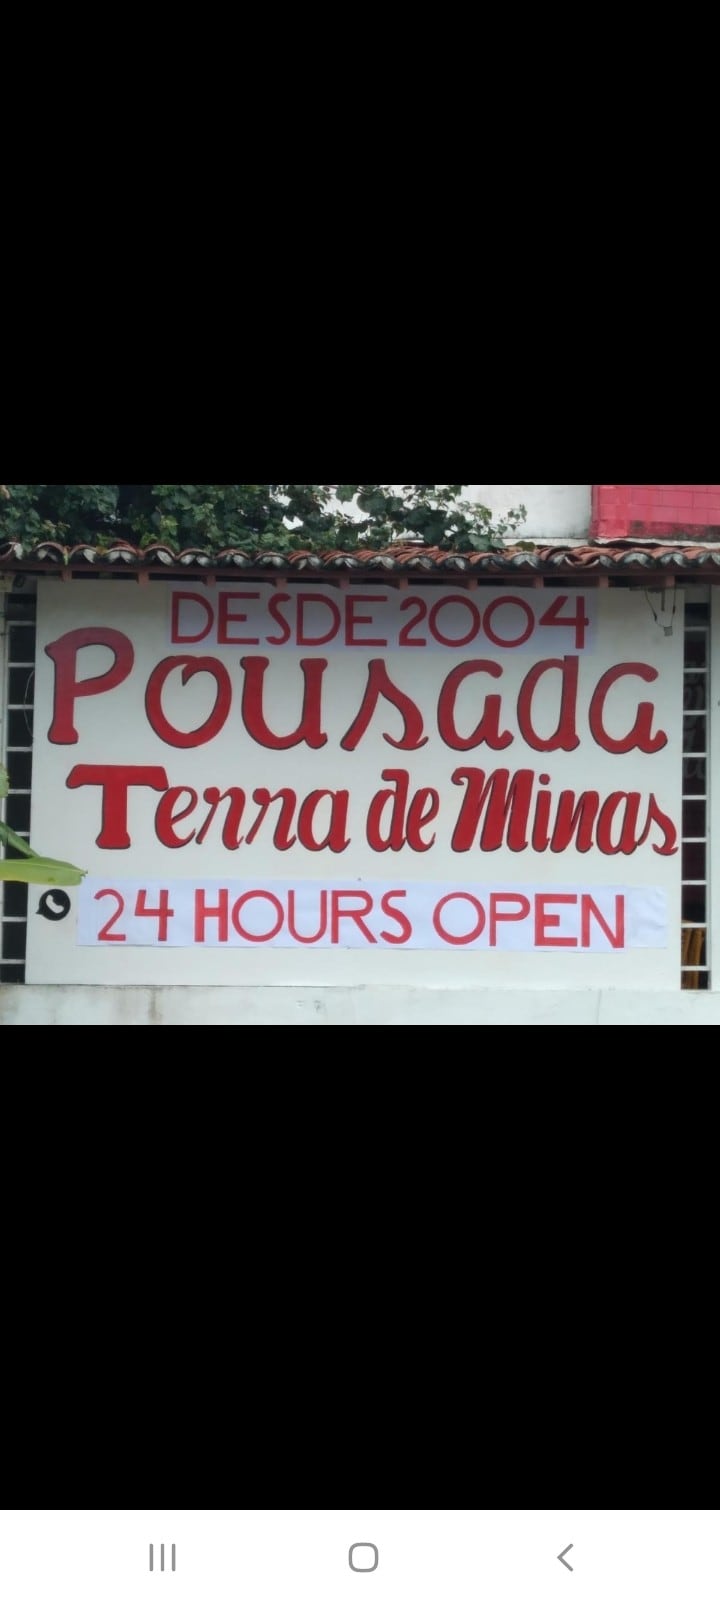 DESDE 2004
Pousada
Terra de Minas
24 HOURS OPEN